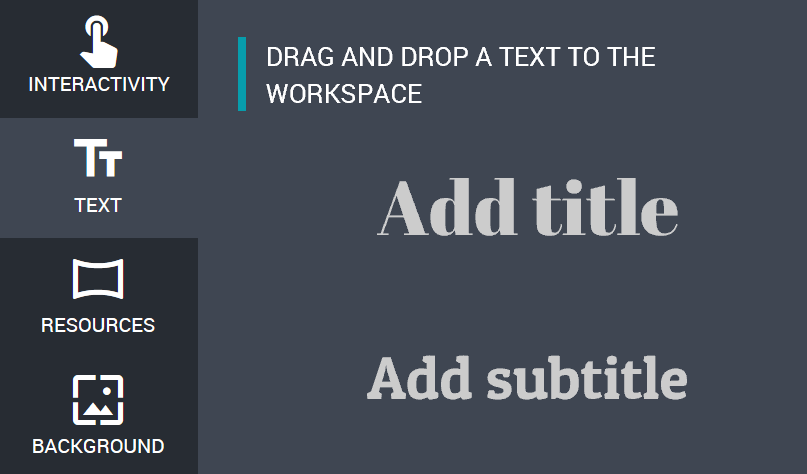 INTERACTIVITY
TEXT
RESOURCES
BACKGROUND
DRAG AND DROP A TEXT TO THE
WORKSPACE
Add title
Add subtitle